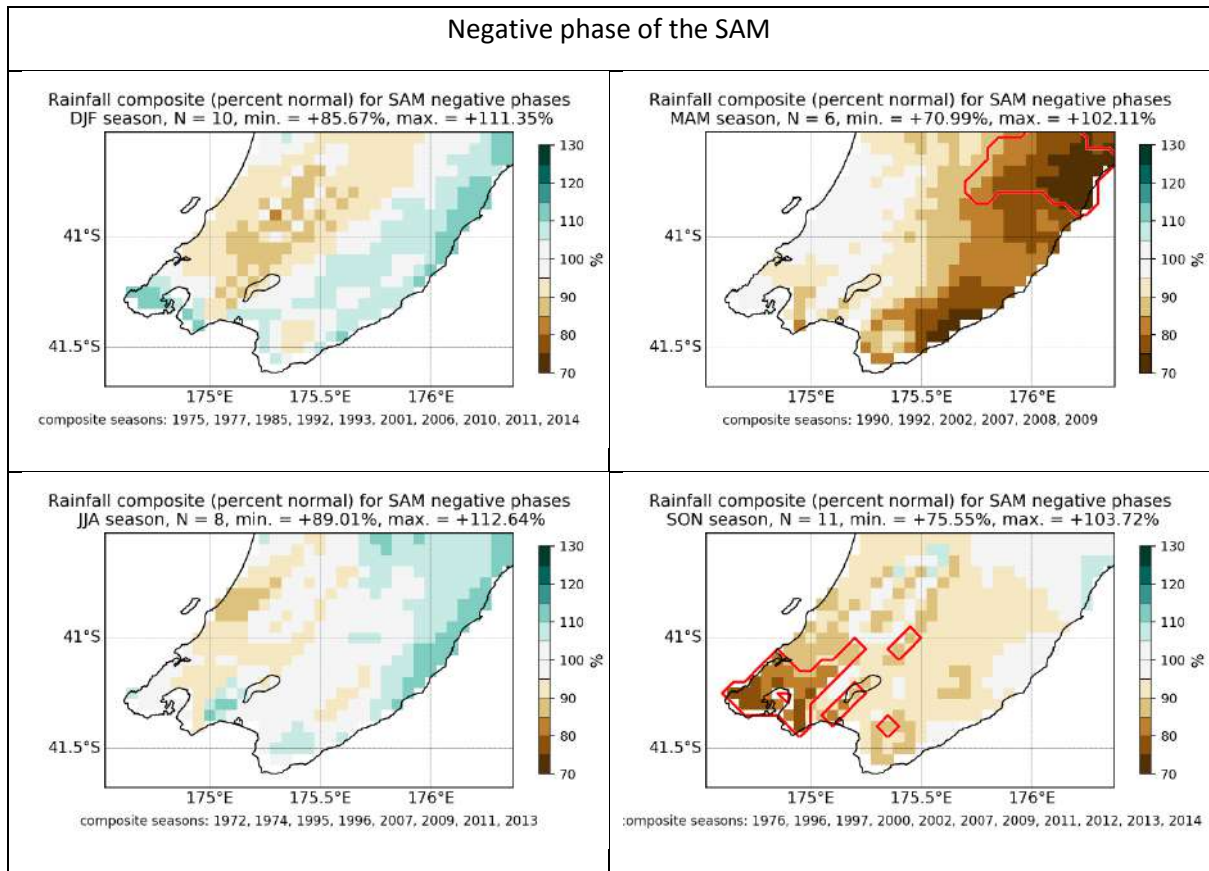 Negative phase of the SAM
Rainfall composite (percent normal) for SAM negative phases
DJF season, N = 10, min. = +85.67%, max. = +111.35%
130
120
110
100
90
80
70
%
41°S
41.5°S
175°E
175.5°E
176°E
composite seasons: 1975, 1977, 1985, 1992, 1993, 2001, 2006, 2010, 2011, 2014
Rainfall composite (percent normal) for SAM negative phases
MAM season, N = 6, min. = +70.99%, max. = +102.11%
130
120
110
100
90
80
70
%
41°S
41.5°S
175°E
175.5°E
176°E
composite seasons: 1990, 1992, 2002, 2007, 2008, 2009
Rainfall composite (percent normal) for SAM negative phases
JJA season, N = 8, min. = +89.01%, max. = +112.64%
130
120
110
100
90
80
70
%
41°S
41.5°S
175°E
175.5°E
176°E
composite seasons: 1972, 1974, 1995, 1996, 2007, 2009, 2011, 2013
Rainfall composite (percent normal) for SAM negative phases
SON season, N = 11, min. = +75.55%, max. = +103.72%
130
120
110
100
90
80
70
%
41°S
41.5°S
175°E
175.5°E
176°E
:omposite seasons: 1976, 1996, 1997, 2000, 2002, 2007, 2009, 2011, 2012, 2013, 2014